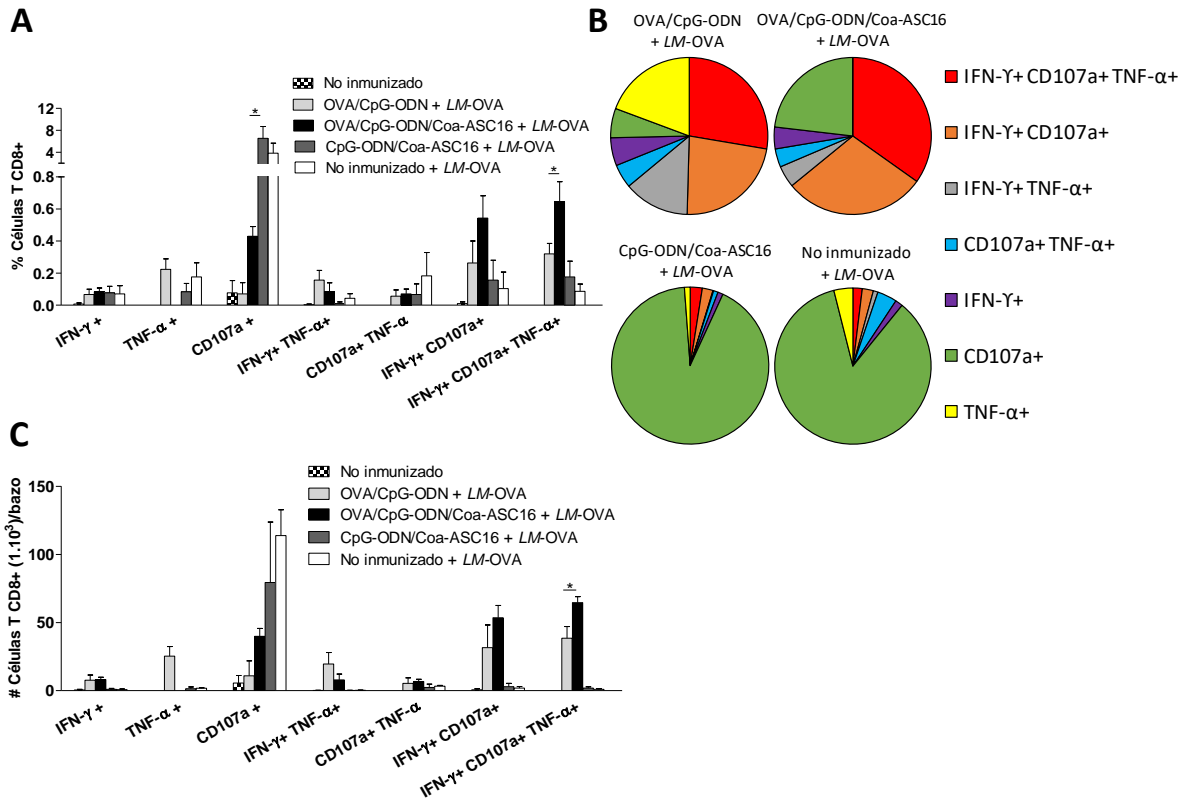 A
% Células T CD8+
12
8
4
0.8
0.6
0.4
0.2
0.0
No inmunizado
OVA/CpG-ODN + LM-OVA
OVA/CpG-ODN/Coa-ASC16 + LM-OVA
CpG-ODN/Coa-ASC16 + LM-OVA
No inmunizado + LM-OVA
*
*
IFN-γ +
TNF-α +
CD107a +
IFN-γ+ TNF-α+
CD107a+ TNF-α
IFN-γ+ CD107a+
IFN-γ+ CD107a+ TNF-α+
B
OVA/CpG-ODN
+ LM-OVA
OVA/CpG-ODN/Coa-ASC16
+ LM-OVA
CpG-ODN/Coa-ASC16
+ LM-OVA
No inmunizado
+ LM-OVA
IFN-ϒ+ CD107a+ TNF-α+
IFN-ϒ+ CD107a+
IFN-ϒ+ TNF-α+
CD107a+ TNF-α+
IFN-ϒ+
CD107a+
TNF-α+
C
# Células T CD8+ (1.10³)/bazo
150
100
50
0
No inmunizado
OVA/CpG-ODN + LM-OVA
OVA/CpG-ODN/Coa-ASC16 + LM-OVA
CpG-ODN/Coa-ASC16 + LM-OVA
No inmunizado + LM-OVA
*
IFN-γ +
TNF-α +
CD107a +
IFN-γ+ TNF-α+
CD107a+ TNF-α
IFN-γ+ CD107a+
IFN-γ+ CD107a+ TNF-α+